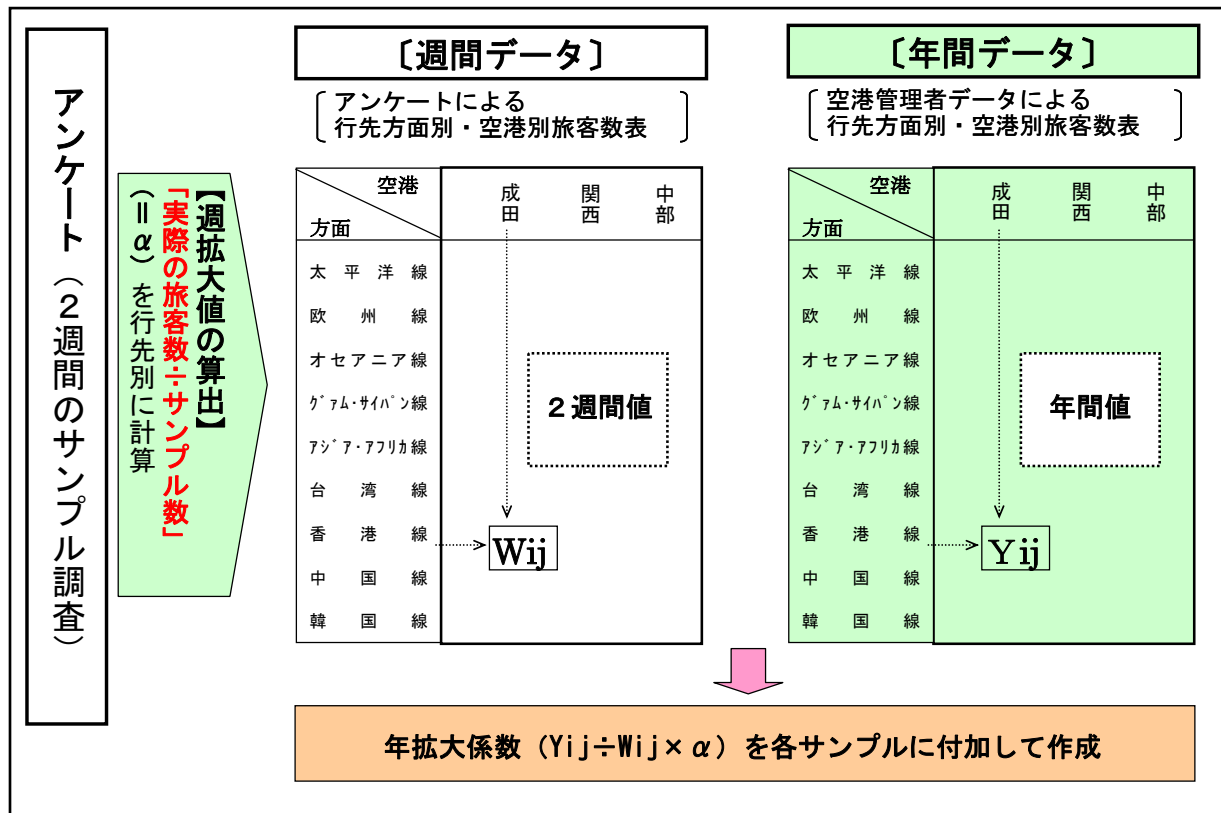 アンケート（２週間のサンプル調査）
【週拡大値の算出】
「実際の旅客数÷サンプル数」
（＝α）を行先別に計算
〔週間データ〕
アンケートによる
行先方面別・空港別旅客数表
空港
方面
成田
関西
中部
太平洋線
欧州線
オセアニア線
グァム・サイパン線
アジア・アフリカ線
台湾線
香港線
中国線
韓国線
２週間値
Wij
〔年間データ〕
空港管理者データによる
行先方面別・空港別旅客数表
空港
方面
成田
関西
中部
太平洋線
欧州線
オセアニア線
グァム・サイパン線
アジア・アフリカ線
台湾線
香港線
中国線
韓国線
年間値
Ｙij
年拡大係数（Yij÷Wij×α）を各サンプルに付加して作成